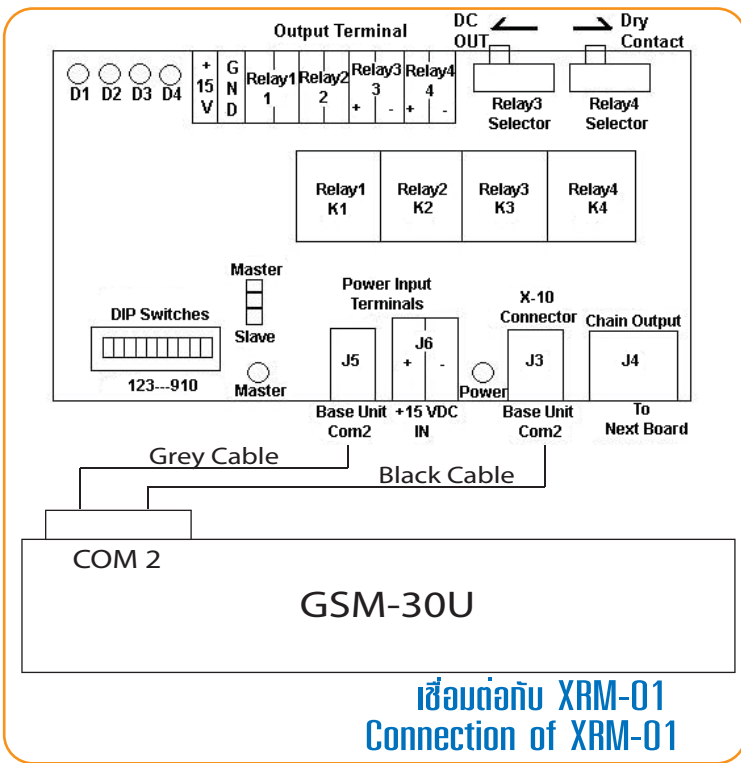 Output Terminal
DC
OUT
Dry
Contact
D1 D2 D3 D4
+
15
V
G
N
D
Relay1
1
Relay2
2
Relay3
3
+ -
Relay4
4
+ -
Relay3
Selector
Relay4
Selector
Relay1
K1
Relay2
K2
Relay3
K3
Relay4
K4
Master
Slave
Master
DIP Switches
123---910
Power Input
Terminals
X-10
Connector
Chain Output
J5
J6
+ -
Power
J3
J4
Base Unit
Com2
+15 VDC
IN
Base Unit
Com2
To
Next Board
Grey Cable
Black Cable
COM 2
GSM-30U
เชื่อมต่อกับ XRM-01
Connection of XRM-01